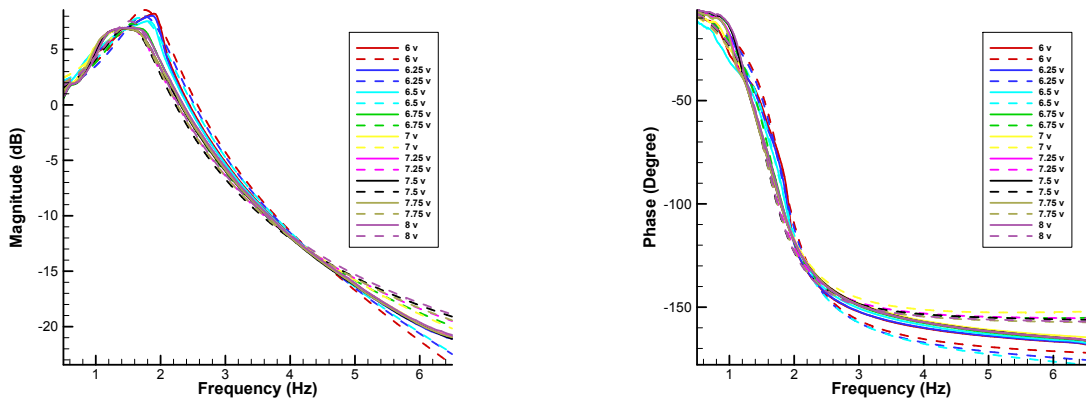 5
0
-5
-10
-15
-20
Magnitude (dB)
1
2
3
4
5
6
Frequency (Hz)
6 v
6 v
6.25 v
6.25 v
6.5 v
6.5 v
6.75 v
6.75 v
7 v
7 v
7.25 v
7.25 v
7.5 v
7.5 v
7.75 v
7.75 v
8 v
8 v
-50
-100
-150
Phase (Degree)
1
2
3
4
5
6
Frequency (Hz)
6 v
6 v
6.25 v
6.25 v
6.5 v
6.5 v
6.75 v
6.75 v
7 v
7 v
7.25 v
7.25 v
7.5 v
7.5 v
7.75 v
7.75 v
8 v
8 v